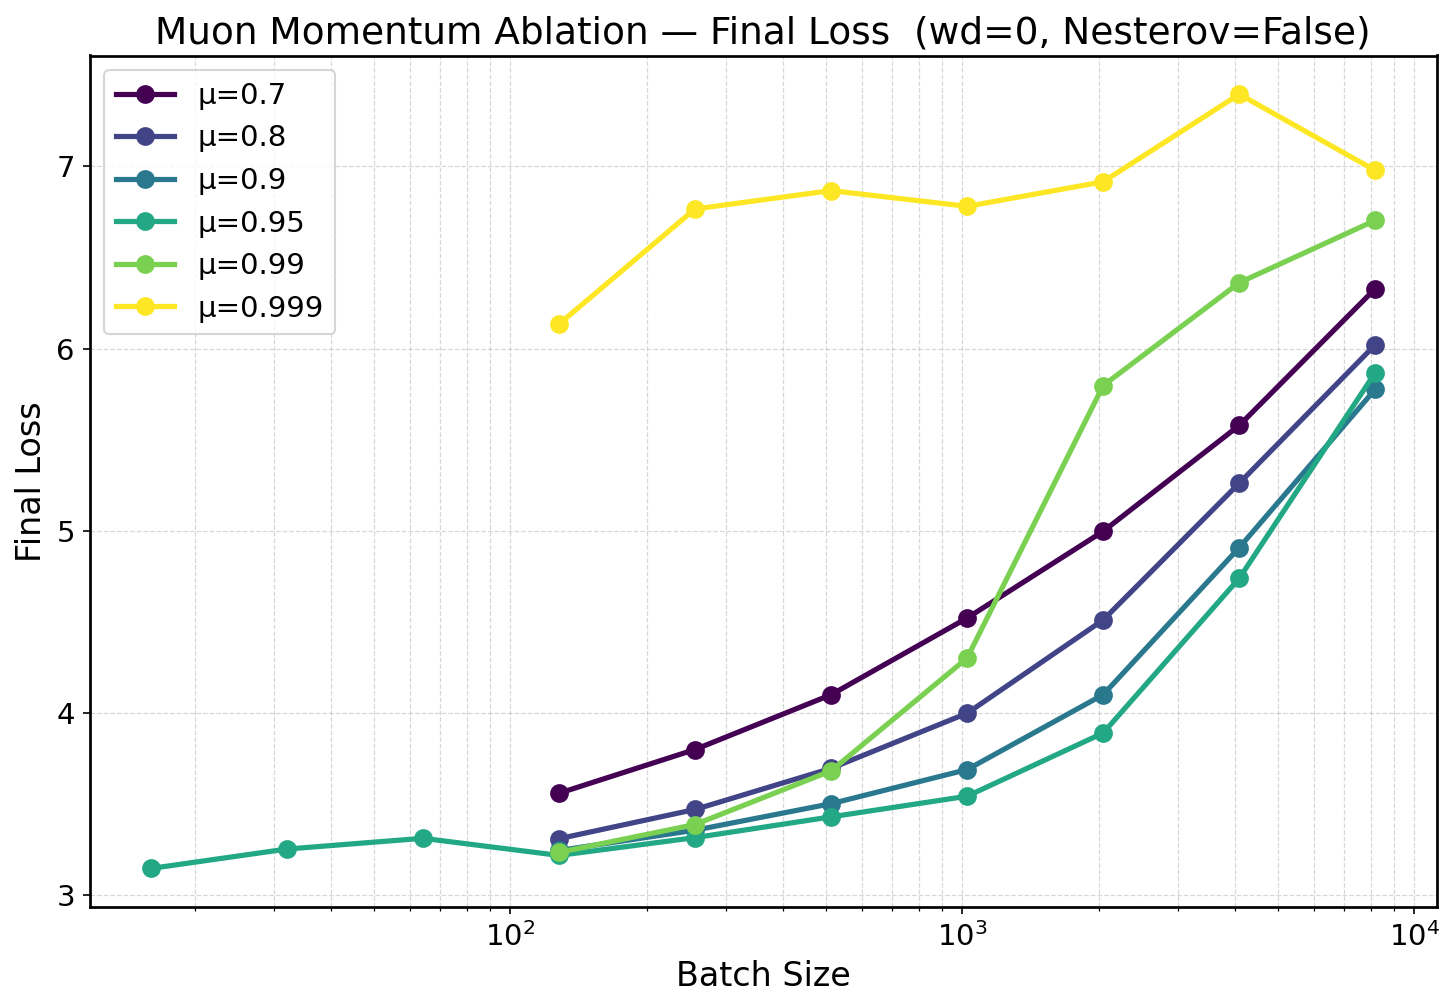 Muon Momentum Ablation — Final Loss  (wd=0, Nesterov=False)
μ=0.7
μ=0.8
μ=0.9
μ=0.95
μ=0.99
μ=0.999
7
6
5
4
3
Final Loss
10²
10³
10⁴
Batch Size